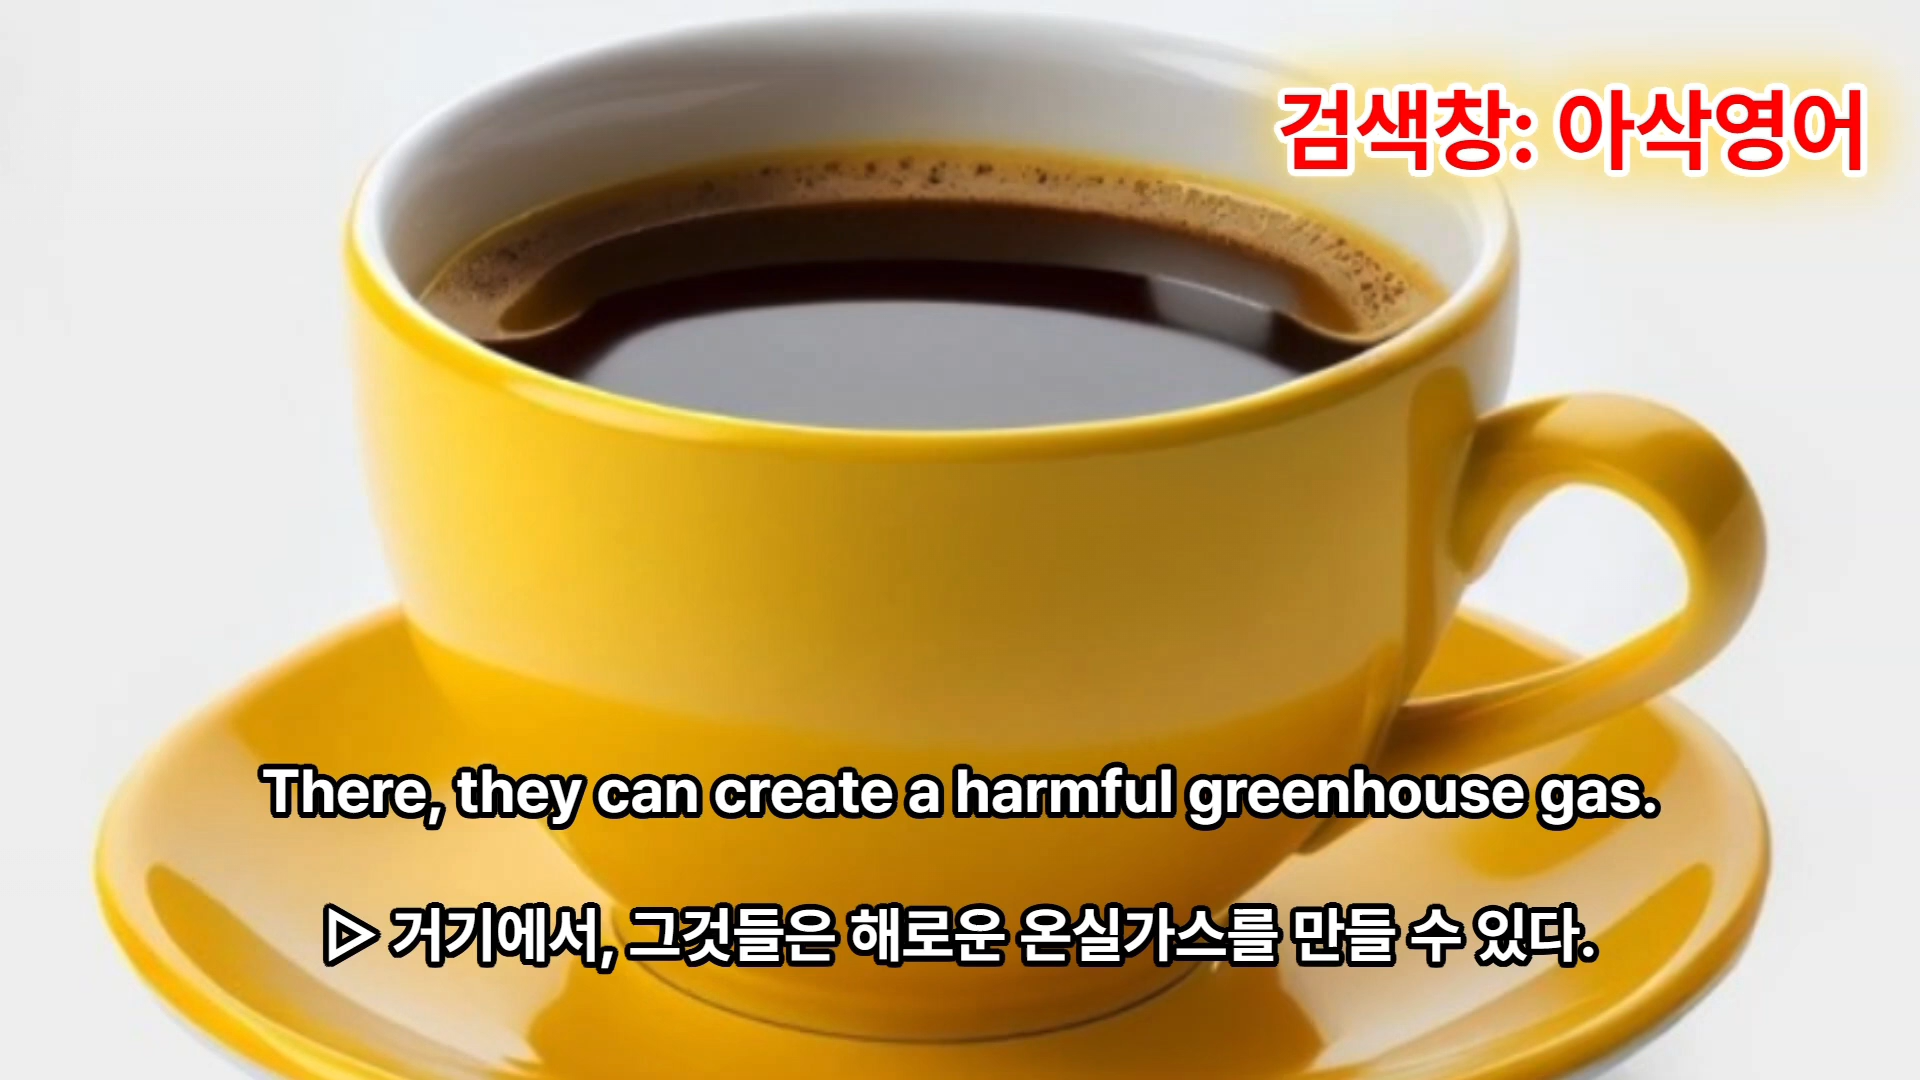 검색창: 아삭영어
There, they can create a harmful greenhouse gas.
▷ 거기에서, 그것들은 해로운 온실가스를 만들 수 있다.